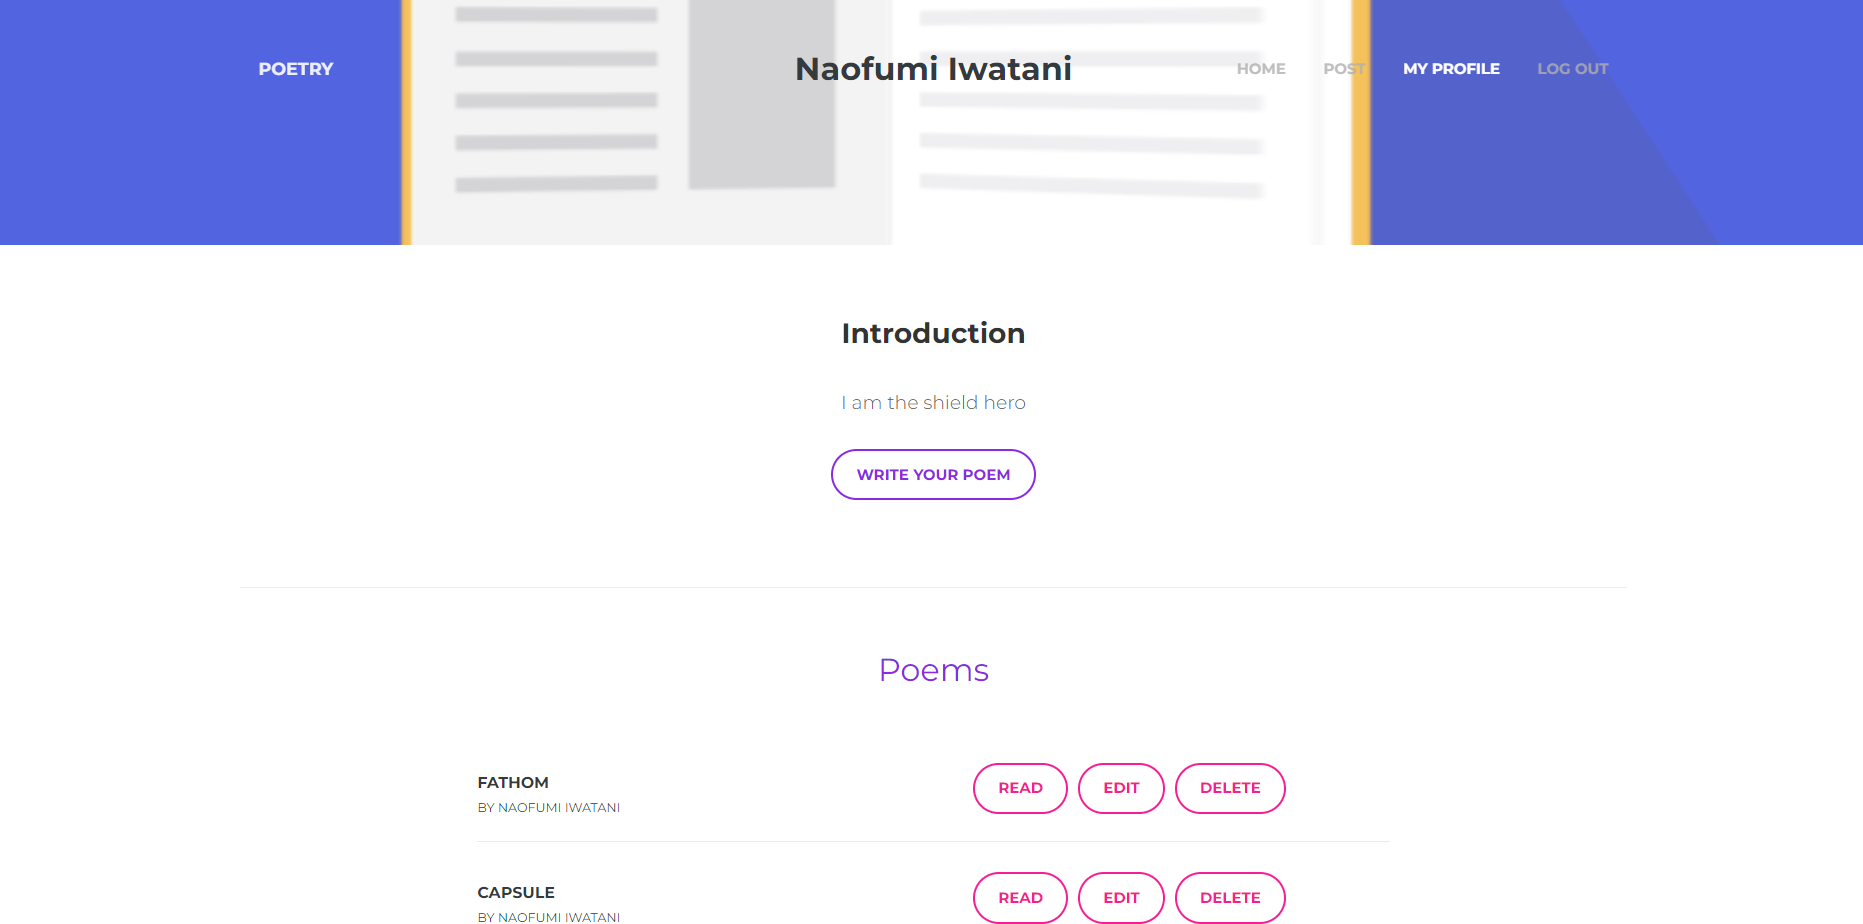 POETRY
Naofumi Iwatani
HOME POST MY PROFILE LOG OUT
Introduction
I am the shield hero
WRITE YOUR POEM
Poems
FATHOM
BY NAOFUMI IWATANI
READ EDIT DELETE
CAPSULE
BY NAOFUMI IWATANI
READ EDIT DELETE